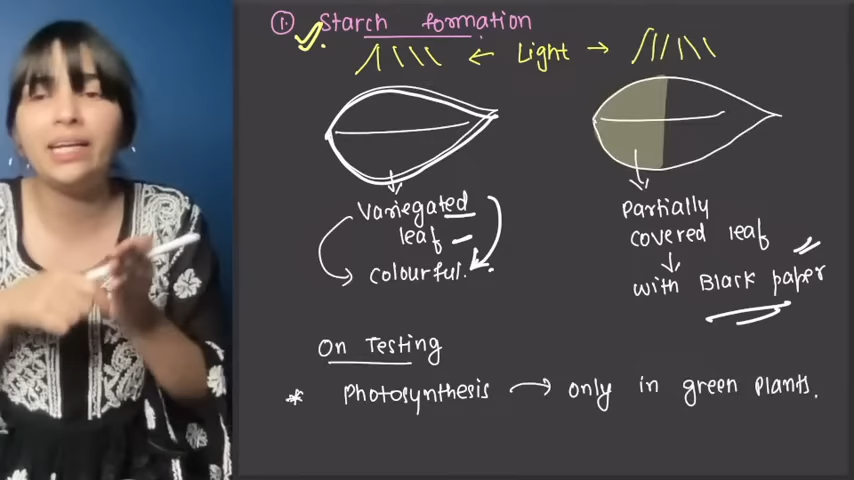 ① Starch formation
← Light →
Variegated
leaf
colourful.
Partially
covered leaf
with Black paper
On Testing
* Photosynthesis → only in green plants.